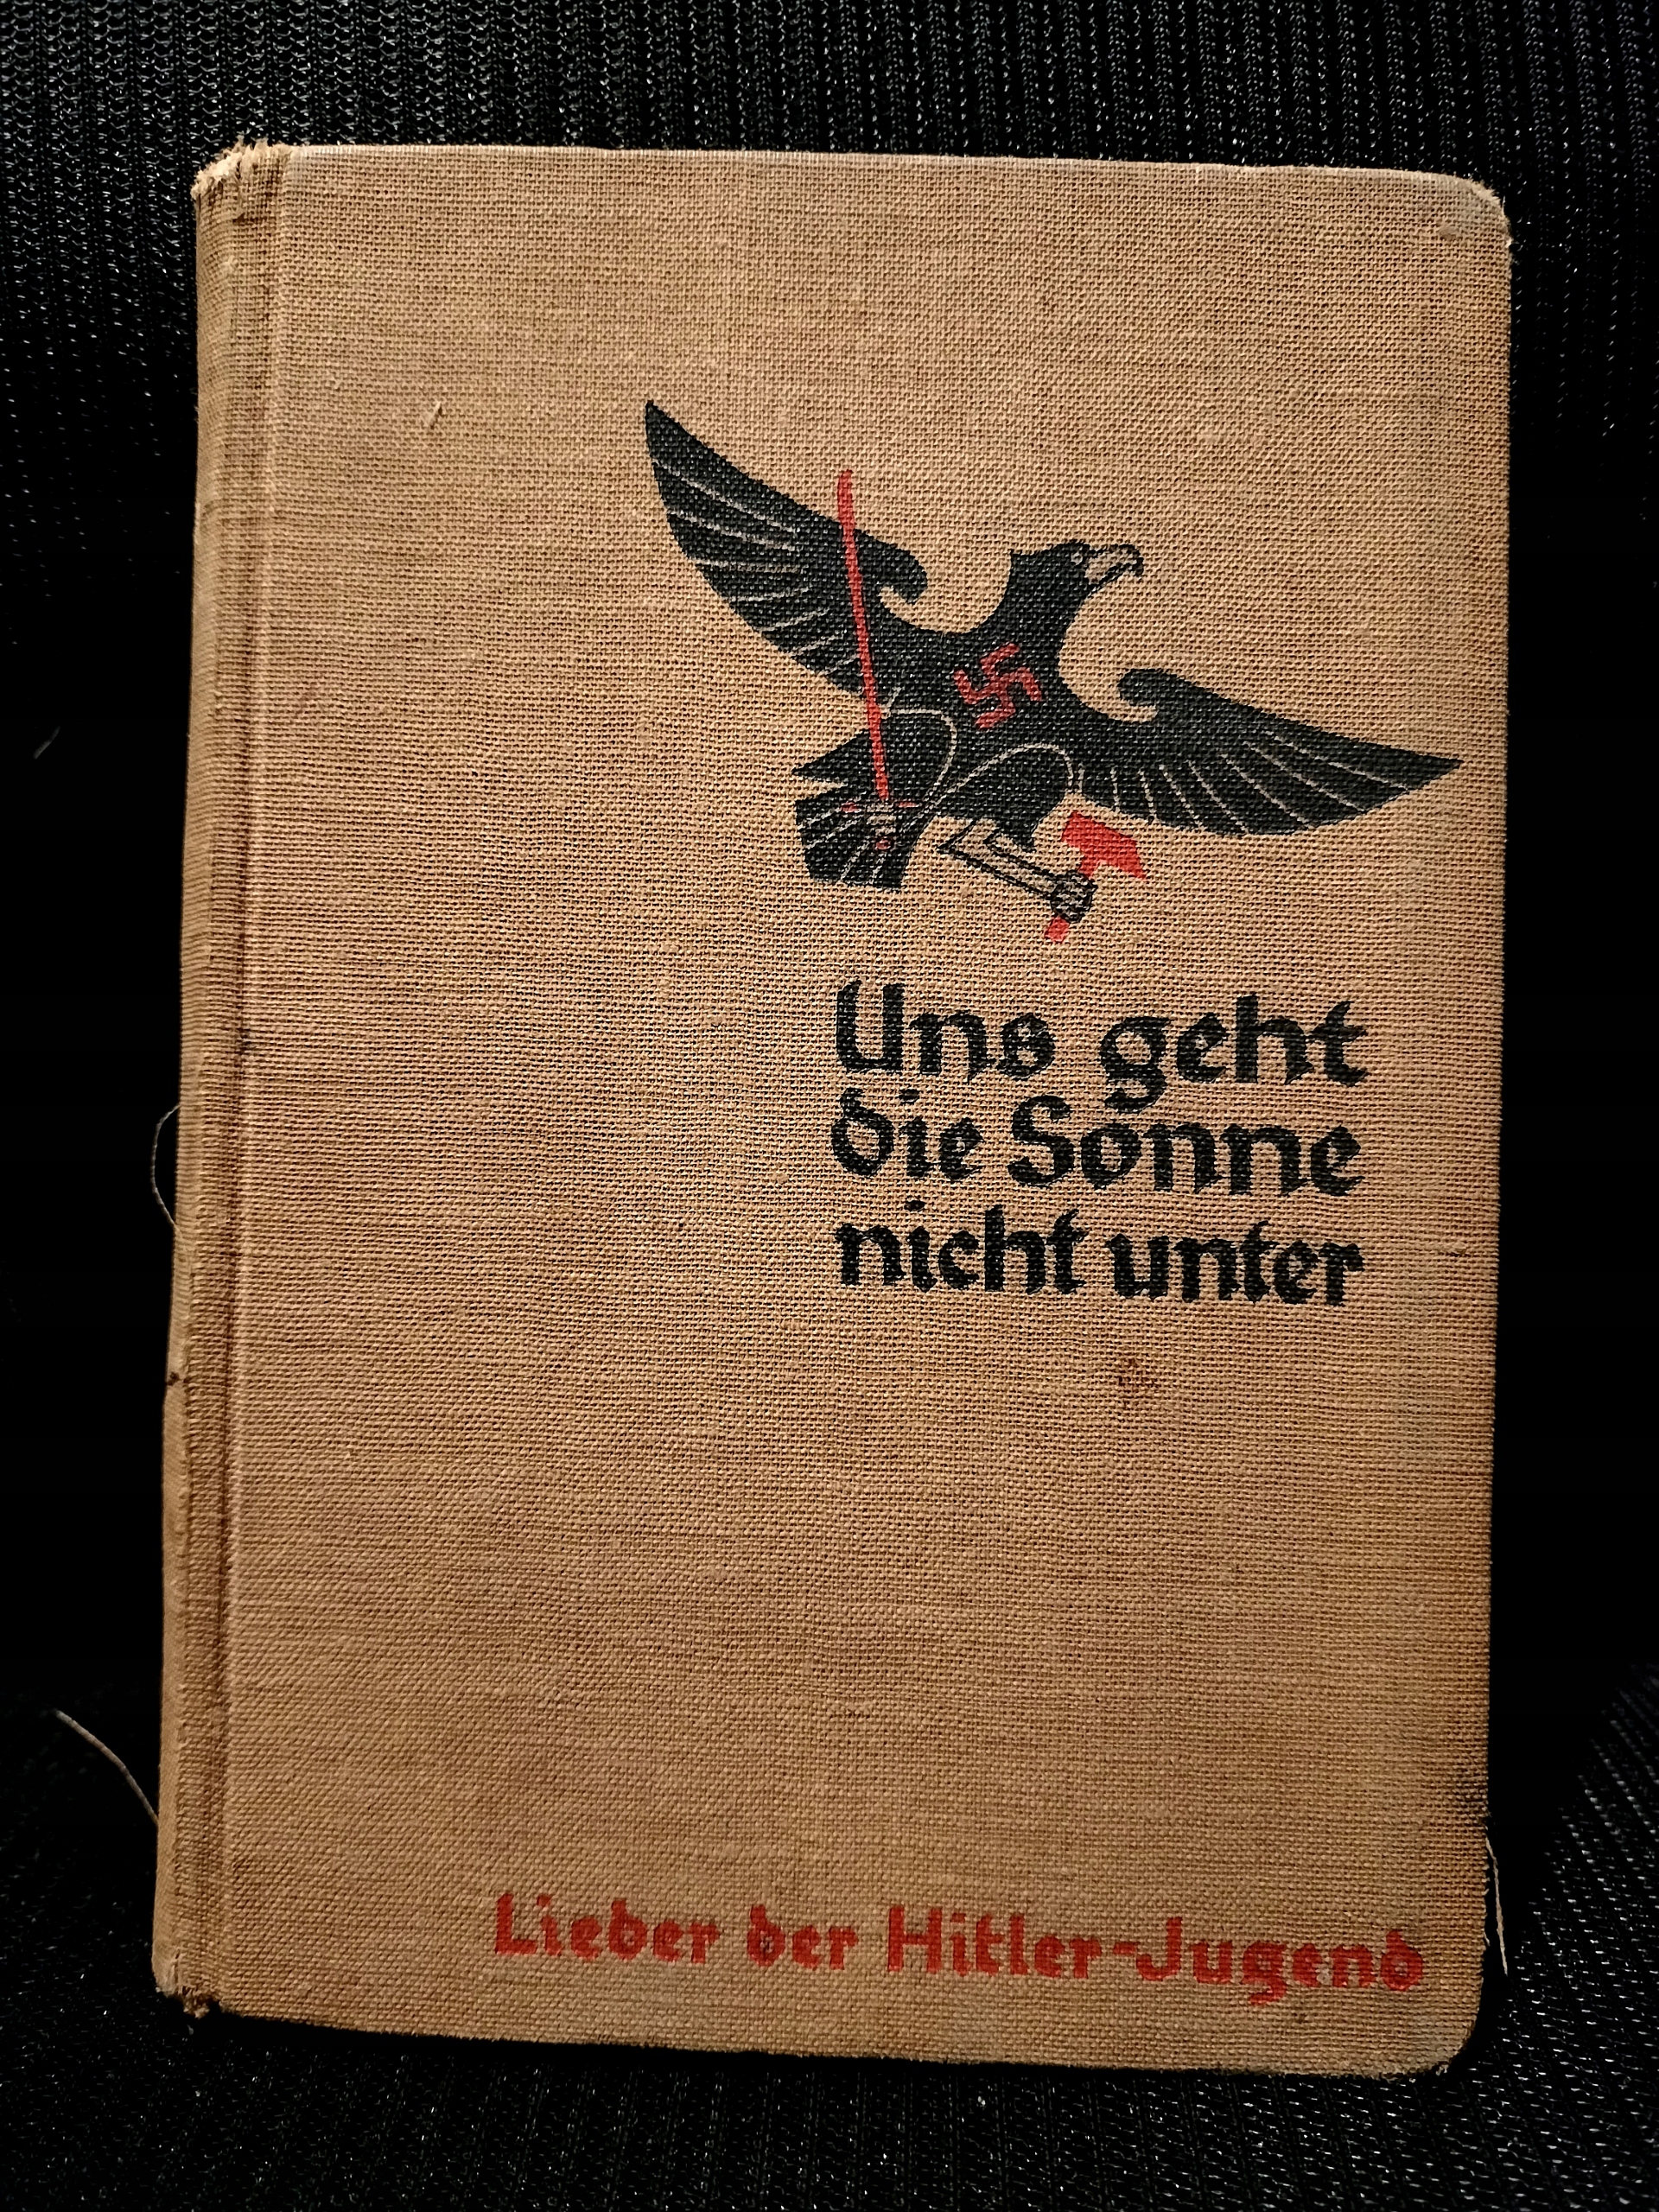 Uns geht
die Sonne
nicht unter
Lieder der Hitler-Jugend